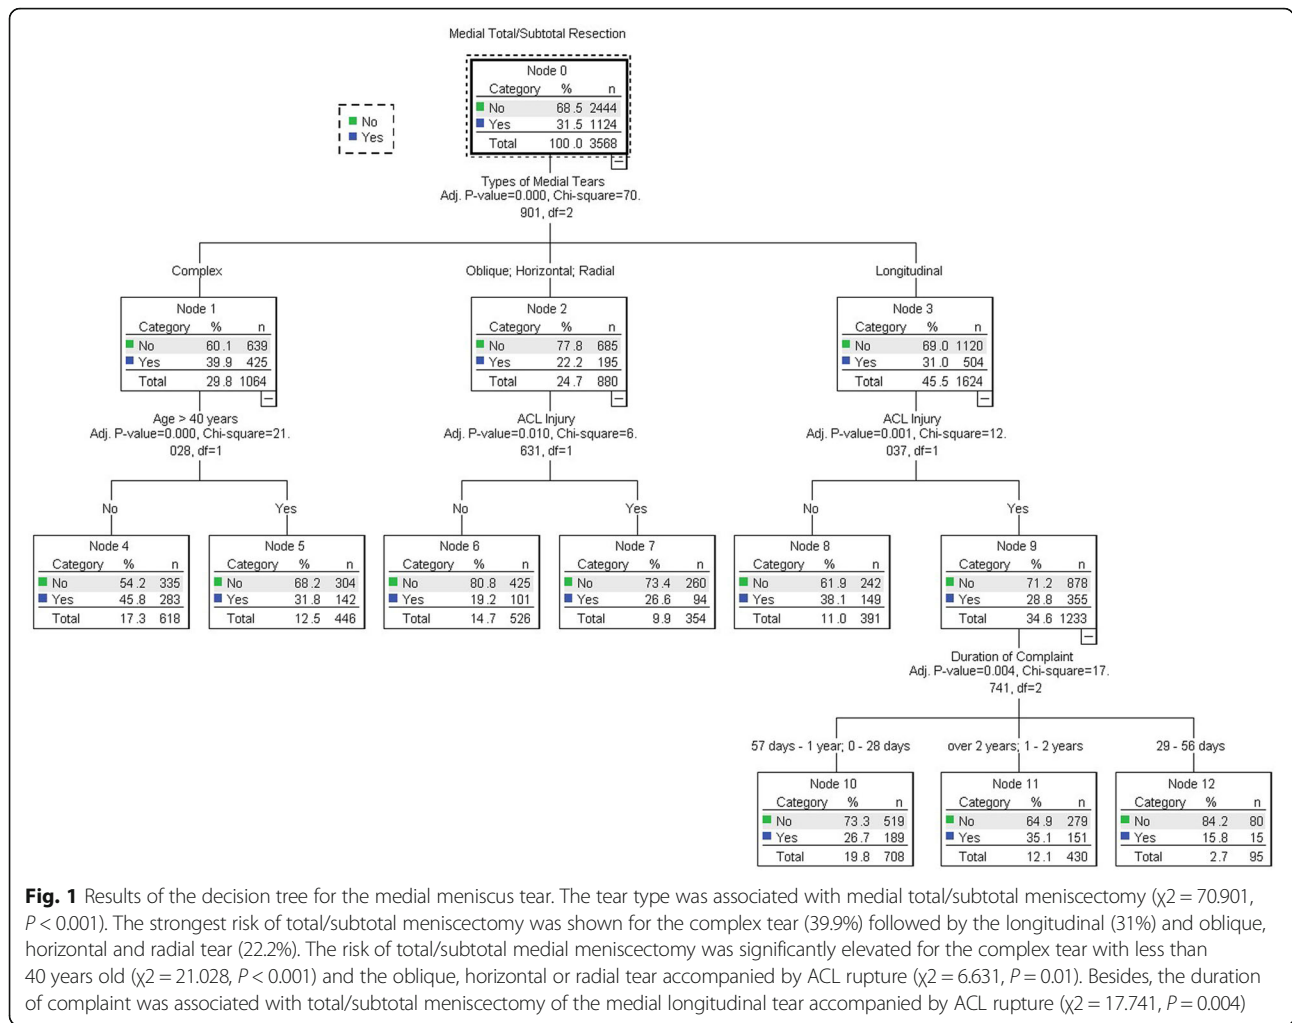 Medial Total/Subtotal Resection
Node 0
Category % n
No 68.5 2444
Yes 31.5 1124
Total 100.0 3568
No
Yes
Types of Medial Tears
Adj. P-value=0.000, Chi-square=70.
901, df=2
Complex
Oblique; Horizontal; Radial
Longitudinal
Node 1
Category % n
No 60.1 639
Yes 39.9 425
Total 29.8 1064
Node 2
Category % n
No 77.8 685
Yes 22.2 195
Total 24.7 880
Node 3
Category % n
No 69.0 1120
Yes 31.0 504
Total 45.5 1624
Age > 40 years
Adj. P-value=0.000, Chi-square=21.
028, df=1
ACL Injury
Adj. P-value=0.010, Chi-square=6.
631, df=1
ACL Injury
Adj. P-value=0.001, Chi-square=12.
037, df=1
No
Yes
No
Yes
No
Yes
Node 4
Category % n
No 54.2 335
Yes 45.8 283
Total 17.3 618
Node 5
Category % n
No 68.2 304
Yes 31.8 142
Total 12.5 446
Node 6
Category % n
No 80.8 425
Yes 19.2 101
Total 14.7 526
Node 7
Category % n
No 73.4 260
Yes 26.6 94
Total 9.9 354
Node 8
Category % n
No 61.9 242
Yes 38.1 149
Total 11.0 391
Node 9
Category % n
No 71.2 878
Yes 28.8 355
Total 34.6 1233
Duration of Complaint
Adj. P-value=0.004, Chi-square=17.
741, df=2
57 days - 1 year; 0 - 28 days
over 2 years; 1 - 2 years
29 - 56 days
Node 10
Category % n
No 73.3 519
Yes 26.7 189
Total 19.8 708
Node 11
Category % n
No 64.9 279
Yes 35.1 151
Total 12.1 430
Node 12
Category % n
No 84.2 80
Yes 15.8 15
Total 2.7 95
Fig. 1 Results of the decision tree for the medial meniscus tear. The tear type was associated with medial total/subtotal meniscectomy (χ2 = 70.901,
P < 0.001). The strongest risk of total/subtotal meniscectomy was shown for the complex tear (39.9%) followed by the longitudinal (31%) and oblique,
horizontal and radial tear (22.2%). The risk of total/subtotal medial meniscectomy was significantly elevated for the complex tear with less than
40 years old (χ2 = 21.028, P < 0.001) and the oblique, horizontal or radial tear accompanied by ACL rupture (χ2 = 6.631, P = 0.01). Besides, the duration
of complaint was associated with total/subtotal meniscectomy of the medial longitudinal tear accompanied by ACL rupture (χ2 = 17.741, P = 0.004)